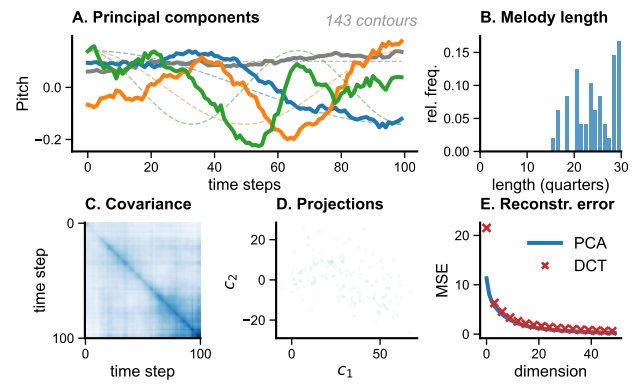 A. Principal components
143 contours
Pitch
0.0
−0.2
0
20
40
60
80
100
time steps
B. Melody length
rel. freq.
0.15
0.10
0.05
0.00
0
10
20
30
length (quarters)
C. Covariance
time step
0
100
0
100
time step
D. Projections
c₂
20
0
−20
0
50
c₁
E. Reconstr. error
MSE
20
10
0
PCA
DCT
0
20
40
dimension